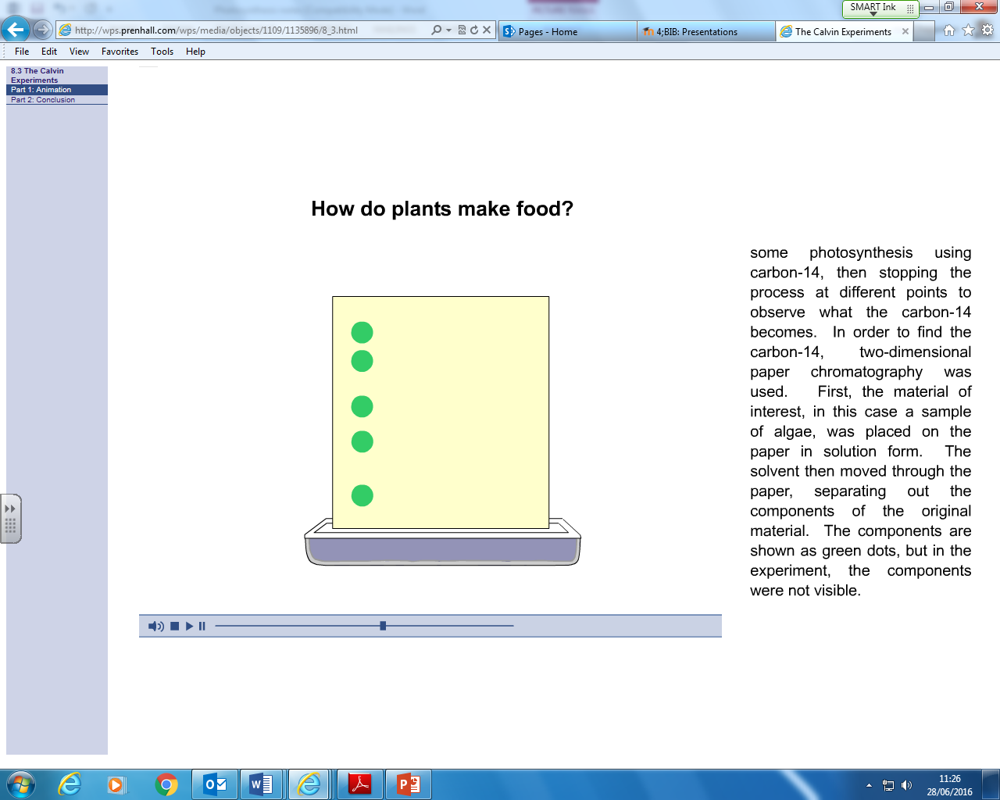 SMART Ink
http://wps.prenhall.com/wps/media/objects/1109/1135896/8_3.html
Pages - Home
4;BIB: Presentations
The Calvin Experiments
File Edit View Favorites Tools Help
8.3 The Calvin
Experiments
Part 1: Animation
Part 2: Conclusion
How do plants make food?
some photosynthesis using
carbon-14, then stopping the
process at different points to
observe what the carbon-14
becomes. In order to find the
carbon-14, two-dimensional
paper chromatography was
used. First, the material of
interest, in this case a sample
of algae, was placed on the
paper in solution form. The
solvent then moved through the
paper, separating out the
components of the original
material. The components are
shown as green dots, but in the
experiment, the components
were not visible.
11:26
28/06/2016